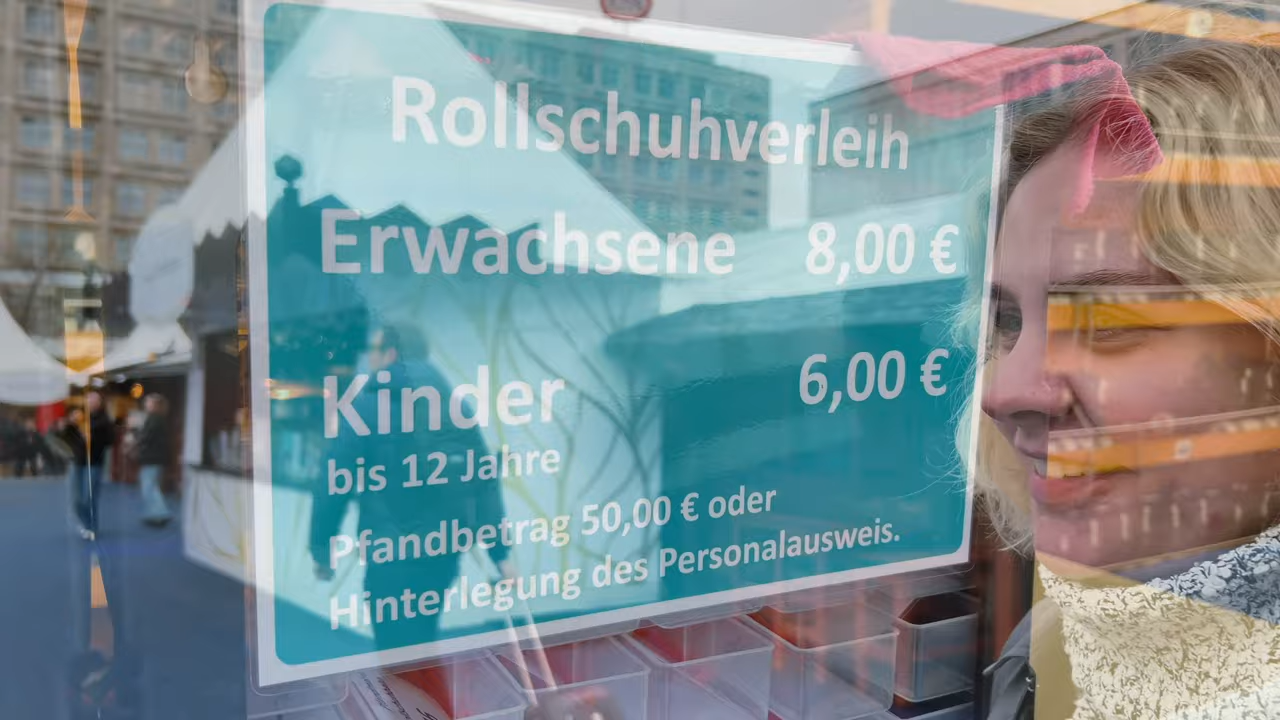 Rollschuhverleih
Erwachsene 8,00 €
Kinder 6,00 €
bis 12 Jahre
Pfandbetrag 50,00 € oder
Hinterlegung des Personalausweis.